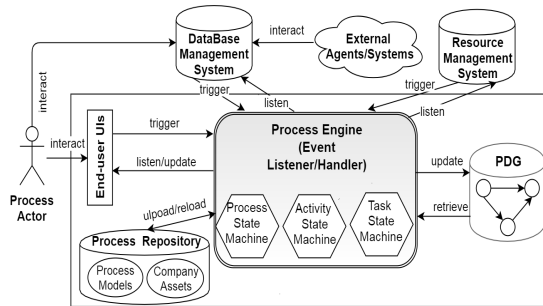 DataBase
Management
System
interact
External
Agents/Systems
Resource
Management
System
trigger
listen
trigger
listen
interact
interact
Process
Actor
End-user UIs
trigger
listen/update
Process Engine
(Event
Listener/Handler)
Process
State
Machine
Activity
State
Machine
Task
State
Machine
update
retrieve
PDG
ulpoad/reload
Process Repository
Process
Models
Company
Assets